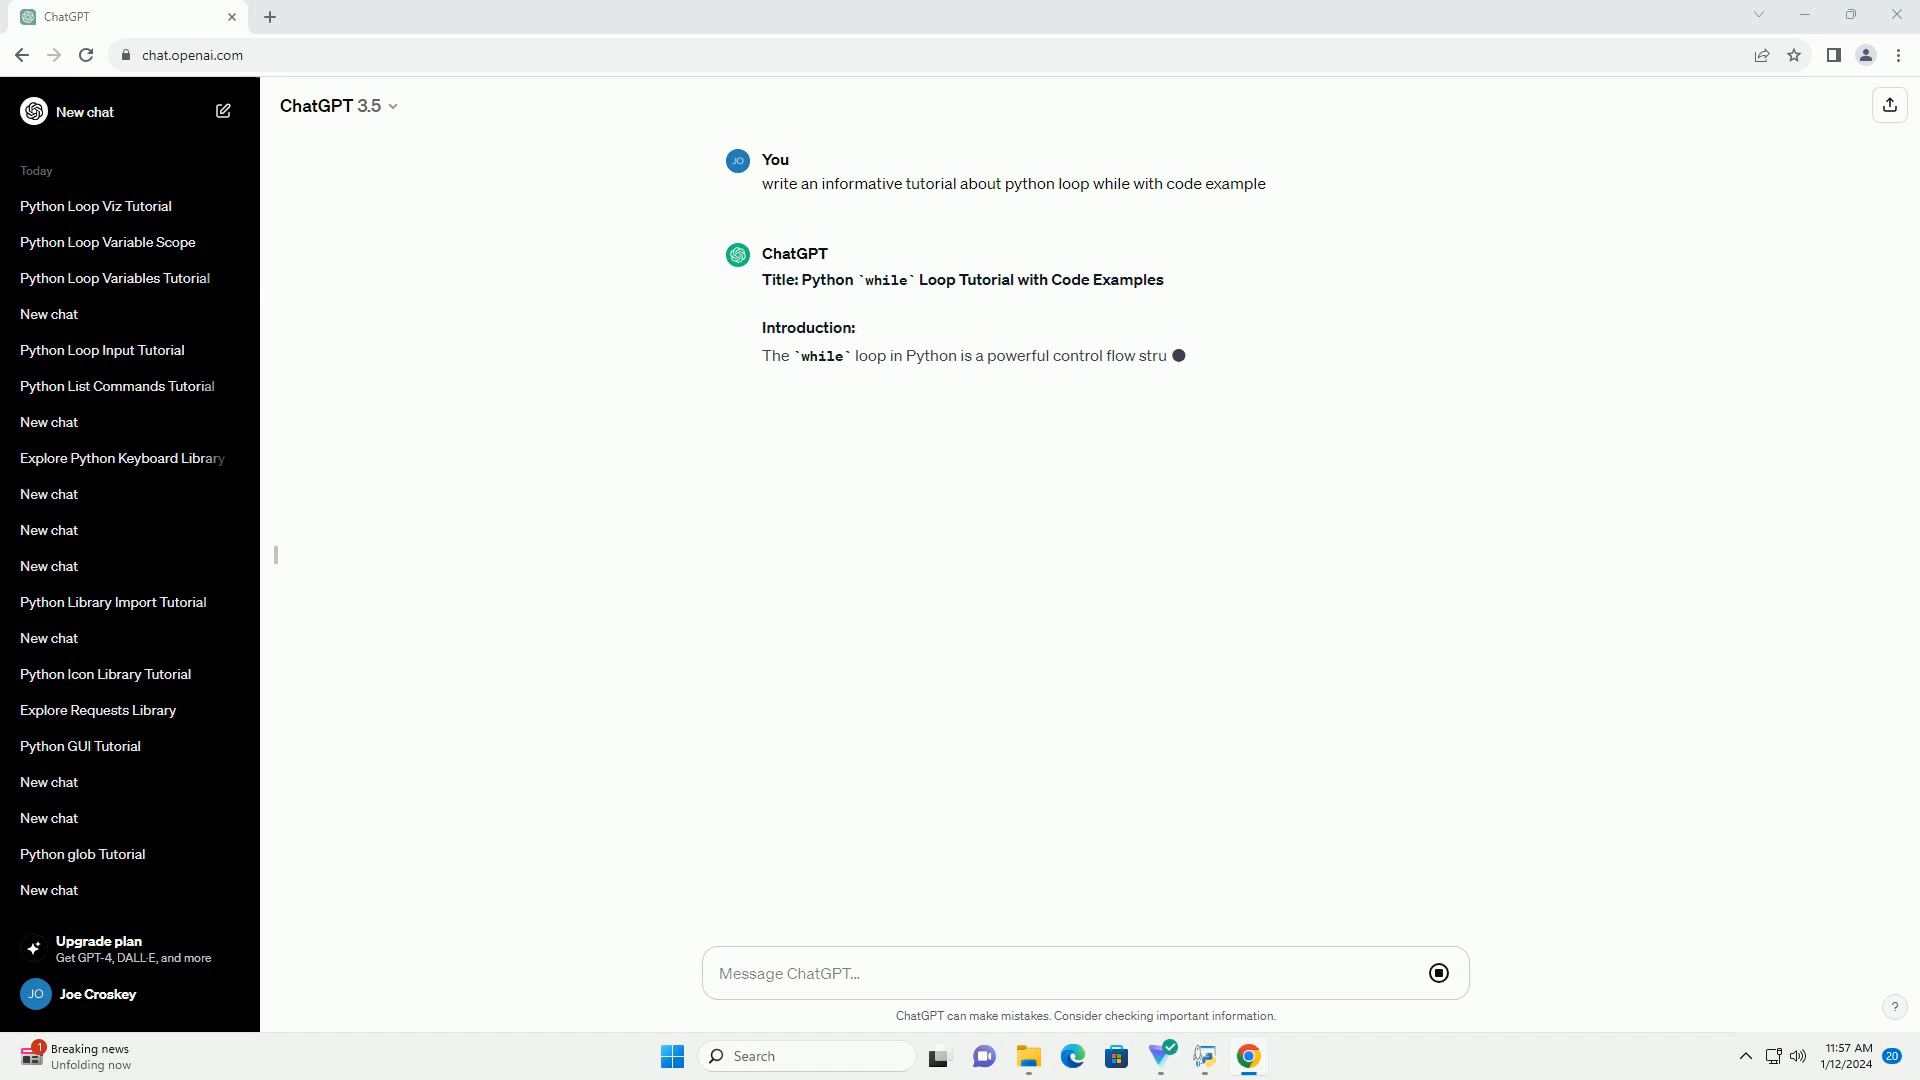 ChatGPT
chat.openai.com
New chat
Today
Python Loop Viz Tutorial
Python Loop Variable Scope
Python Loop Variables Tutorial
New chat
Python Loop Input Tutorial
Python List Commands Tutorial
New chat
Explore Python Keyboard Library
New chat
New chat
New chat
Python Library Import Tutorial
New chat
Python Icon Library Tutorial
Explore Requests Library
Python GUI Tutorial
New chat
New chat
Python glob Tutorial
New chat
Upgrade plan
Get GPT-4, DALL·E, and more
JO Joe Croskey
ChatGPT 3.5
JO You
write an informative tutorial about python loop while with code example
ChatGPT
Title: Python `while` Loop Tutorial with Code Examples
Introduction:
The `while` loop in Python is a powerful control flow stru
Message ChatGPT...
ChatGPT can make mistakes. Consider checking important information.
?
1 Breaking news
Unfolding now
Search
11:57 AM
1/12/2024
20